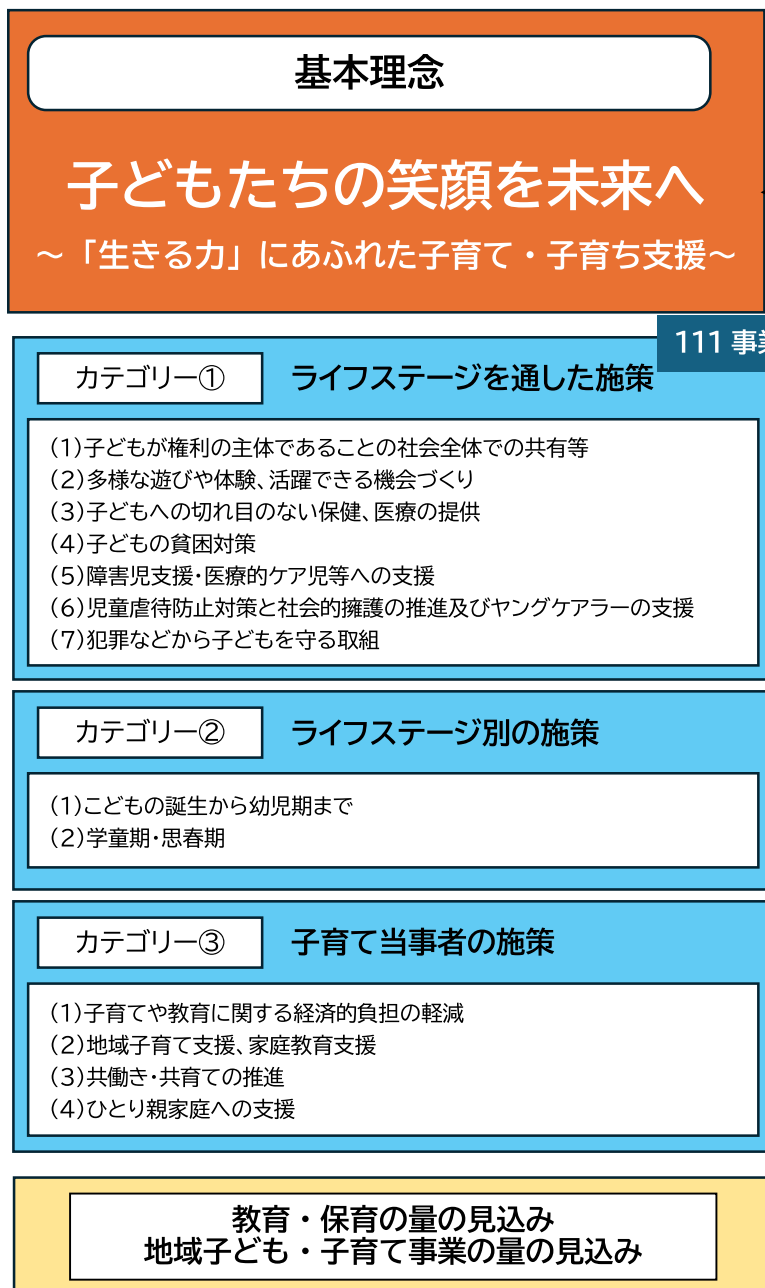 基本理念
子どもたちの笑顔を未来へ
～「生きる力」にあふれた子育て・子育ち支援～
111 事業
カテゴリー①
ライフステージを通した施策
(1)子どもが権利の主体であることの社会全体での共有等
(2)多様な遊びや体験、活躍できる機会づくり
(3)子どもへの切れ目のない保健、医療の提供
(4)子どもの貧困対策
(5)障害児支援・医療的ケア児等への支援
(6)児童虐待防止対策と社会的擁護の推進及びヤングケアラーの支援
(7)犯罪などから子どもを守る取組
カテゴリー②
ライフステージ別の施策
(1)こどもの誕生から幼児期まで
(2)学童期・思春期
カテゴリー③
子育て当事者の施策
(1)子育てや教育に関する経済的負担の軽減
(2)地域子育て支援、家庭教育支援
(3)共働き・共育ての推進
(4)ひとり親家庭への支援
教育・保育の量の見込み
地域子ども・子育て事業の量の見込み